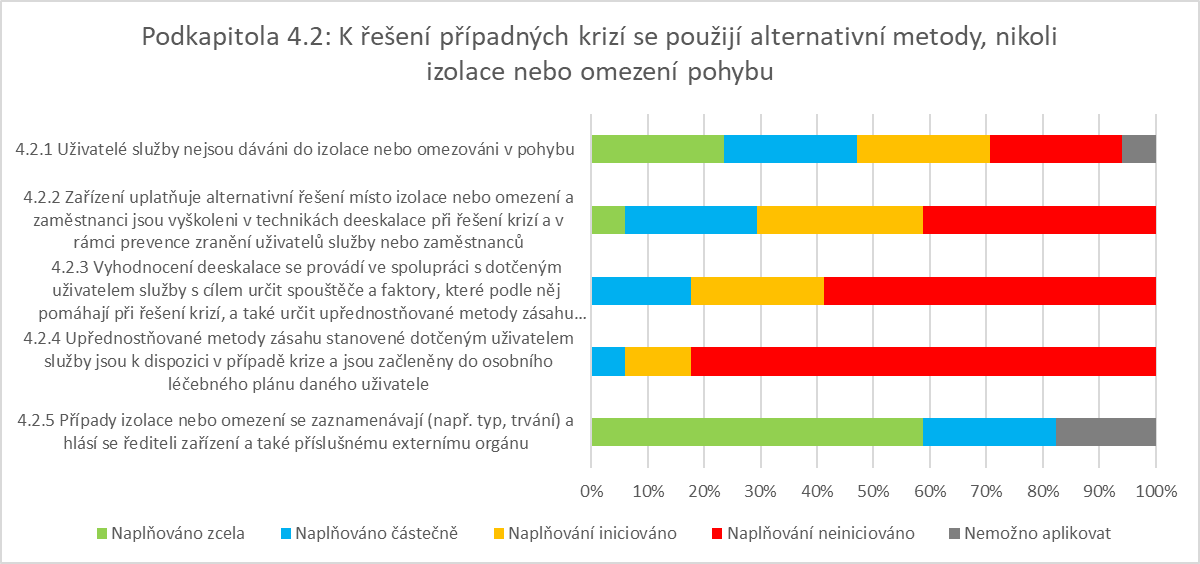 Podkapitola 4.2: K řešení případných krizí se použijí alternativní metody, nikoli
izolace nebo omezení pohybu
4.2.1 Uživatelé služby nejsou dáváni do izolace nebo omezováni v pohybu
4.2.2 Zařízení uplatňuje alternativní řešení místo izolace nebo omezení a
zaměstnanci jsou vyškoleni v technikách deeskalace při řešení krizí a v
rámci prevence zranění uživatelů služby nebo zaměstnanců
4.2.3 Vyhodnocení deeskalace se provádí ve spolupráci s dotčeným
uživatelem služby s cílem určit spouštěče a faktory, které podle něj
pomáhají při řešení krizí, a také určit upřednostňované metody zásahu...
4.2.4 Upřednostňované metody zásahu stanovené dotčeným uživatelem
služby jsou k dispozici v případě krize a jsou začleněny do osobního
léčebného plánu daného uživatele
4.2.5 Případy izolace nebo omezení se zaznamenávají (např. typ, trvání) a
hlásí se řediteli zařízení a také příslušnému externímu orgánu
0% 10% 20% 30% 40% 50% 60% 70% 80% 90% 100%
Naplňováno zcela Naplňováno částečně Naplňování iniciováno Naplňování neiniciováno Nemožno aplikovat